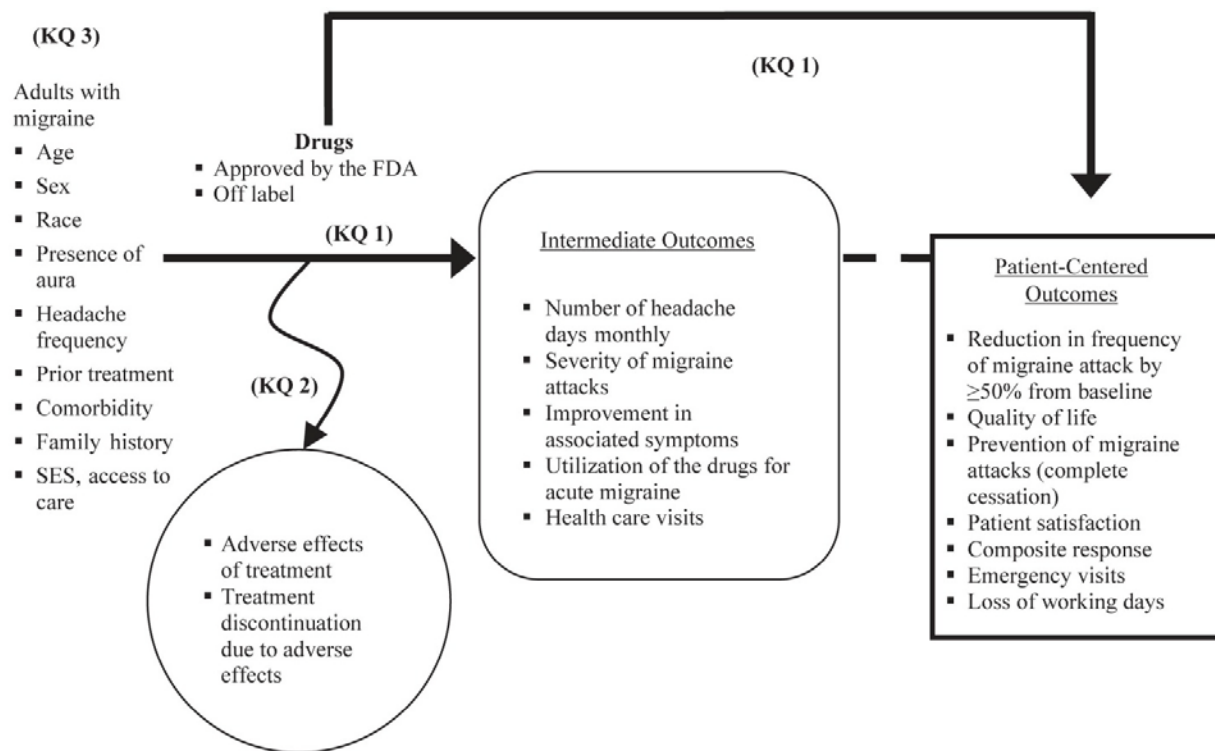 (KQ 3)
Adults with
migraine
▪ Age
▪ Sex
▪ Race
▪ Presence of
aura
▪ Headache
frequency
▪ Prior treatment
▪ Comorbidity
▪ Family history
▪ SES, access to
care
Drugs
▪ Approved by the FDA
▪ Off label
(KQ 1)
(KQ 1)
(KQ 2)
▪ Adverse effects
of treatment
▪ Treatment
discontinuation
due to adverse
effects
Intermediate Outcomes
▪ Number of headache
days monthly
▪ Severity of migraine
attacks
▪ Improvement in
associated symptoms
▪ Utilization of the drugs for
acute migraine
▪ Health care visits
Patient-Centered
Outcomes
▪ Reduction in frequency
of migraine attack by
≥50% from baseline
▪ Quality of life
▪ Prevention of migraine
attacks (complete
cessation)
▪ Patient satisfaction
▪ Composite response
▪ Emergency visits
▪ Loss of working days